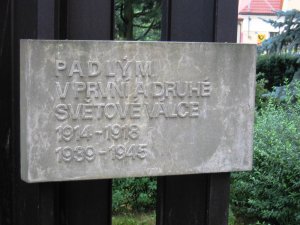 PADLÝM
V PRVNÍ A DRUHÉ
SVĚTOVÉ VÁLCE
1914-1918
1939-1945